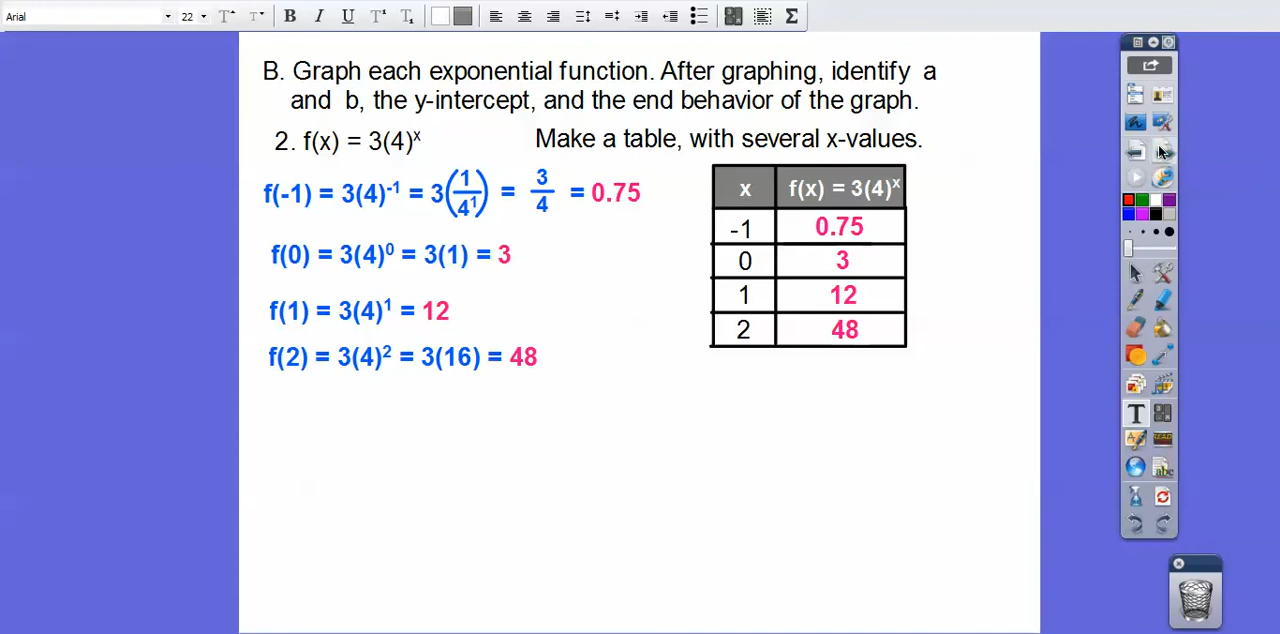 Arial 22 B I U T T
B. Graph each exponential function. After graphing, identify a
and b, the y-intercept, and the end behavior of the graph.
2. f(x) = 3(4)ˣ Make a table, with several x-values.
f(-1) = 3(4)⁻¹ = 3(1/4¹) = 3/4 = 0.75
f(0) = 3(4)⁰ = 3(1) = 3
f(1) = 3(4)¹ = 12
f(2) = 3(4)² = 3(16) = 48
x f(x) = 3(4)ˣ
-1 0.75
0 3
1 12
2 48